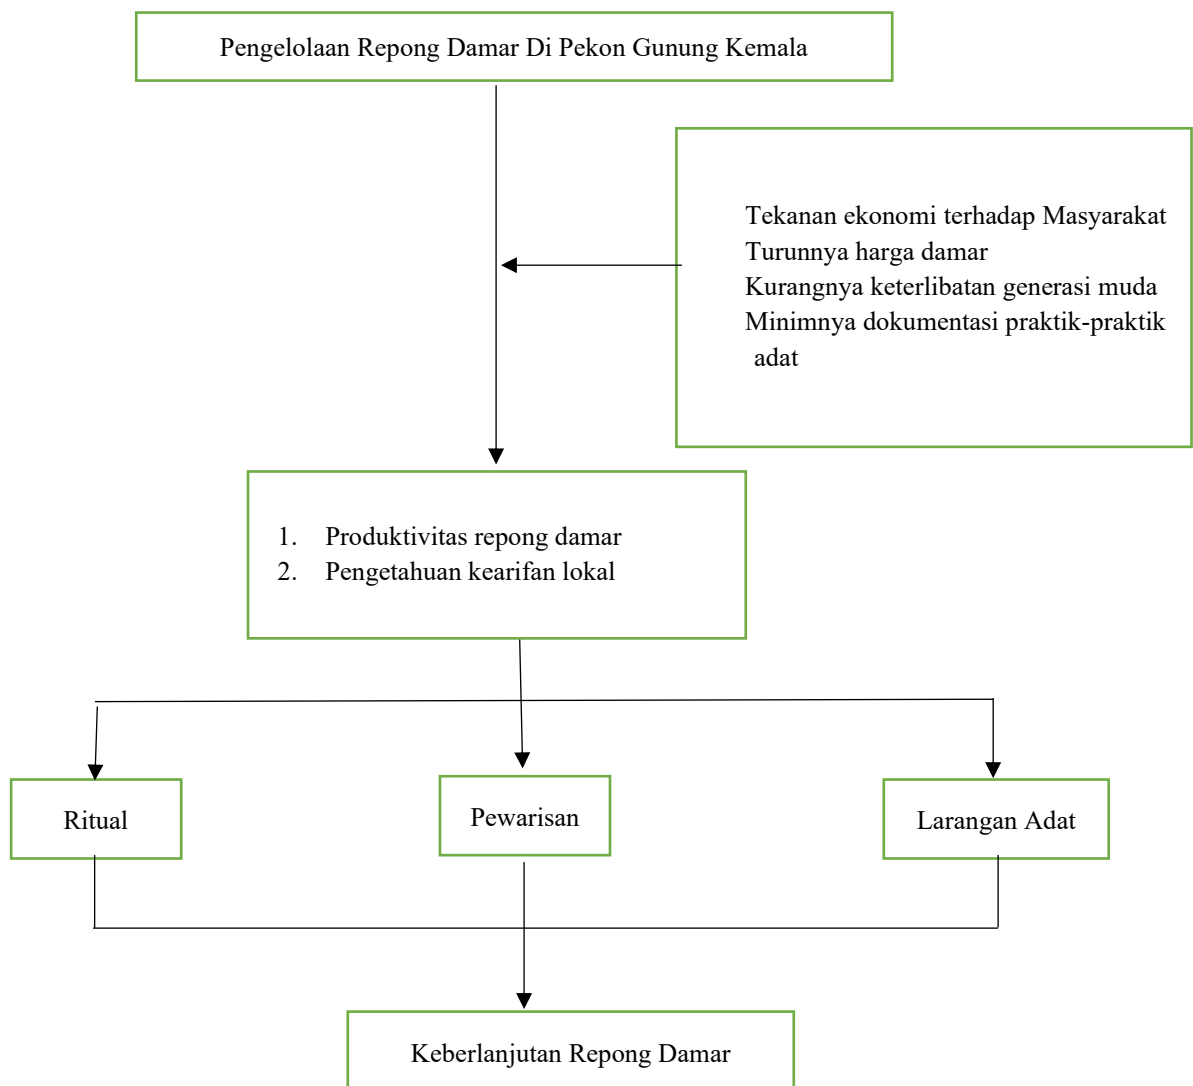 Pengelolaan Repong Damar Di Pekon Gunung Kemala
Tekanan ekonomi terhadap Masyarakat
Turunnya harga damar
Kurangnya keterlibatan generasi muda
Minimnya dokumentasi praktik-praktik
adat
1. Produktivitas repong damar
2. Pengetahuan kearifan lokal
Ritual
Pewarisan
Larangan Adat
Keberlanjutan Repong Damar